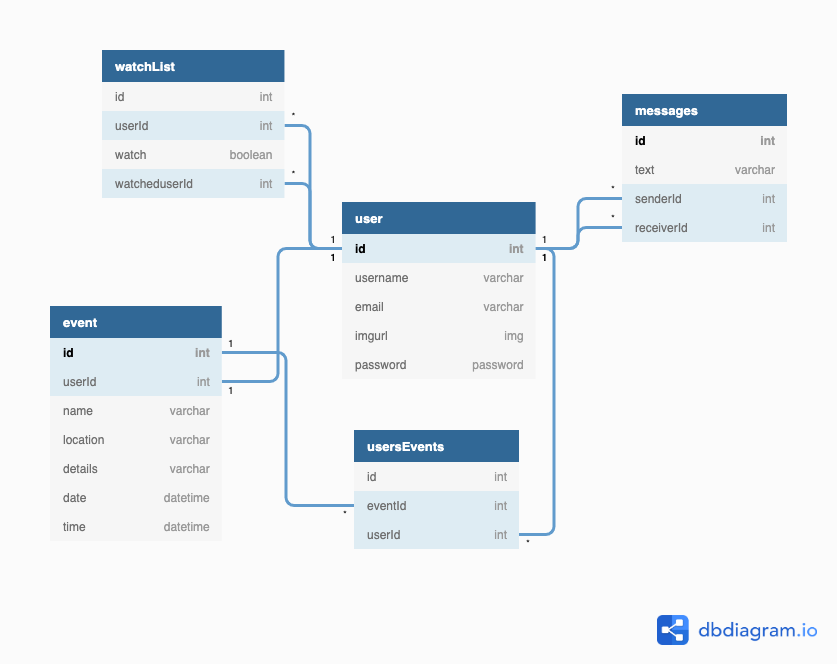 watchList
id int
userId int
watch boolean
watcheduserId int
*
*
messages
id int
text varchar
senderId int
receiverId int
*
*
user
id int
username varchar
email varchar
imgurl img
password password
1
1
1
1
event
id int
userId int
name varchar
location varchar
details varchar
date datetime
time datetime
1
1
usersEvents
id int
eventId int
userId int
*
*
dbdiagram.io